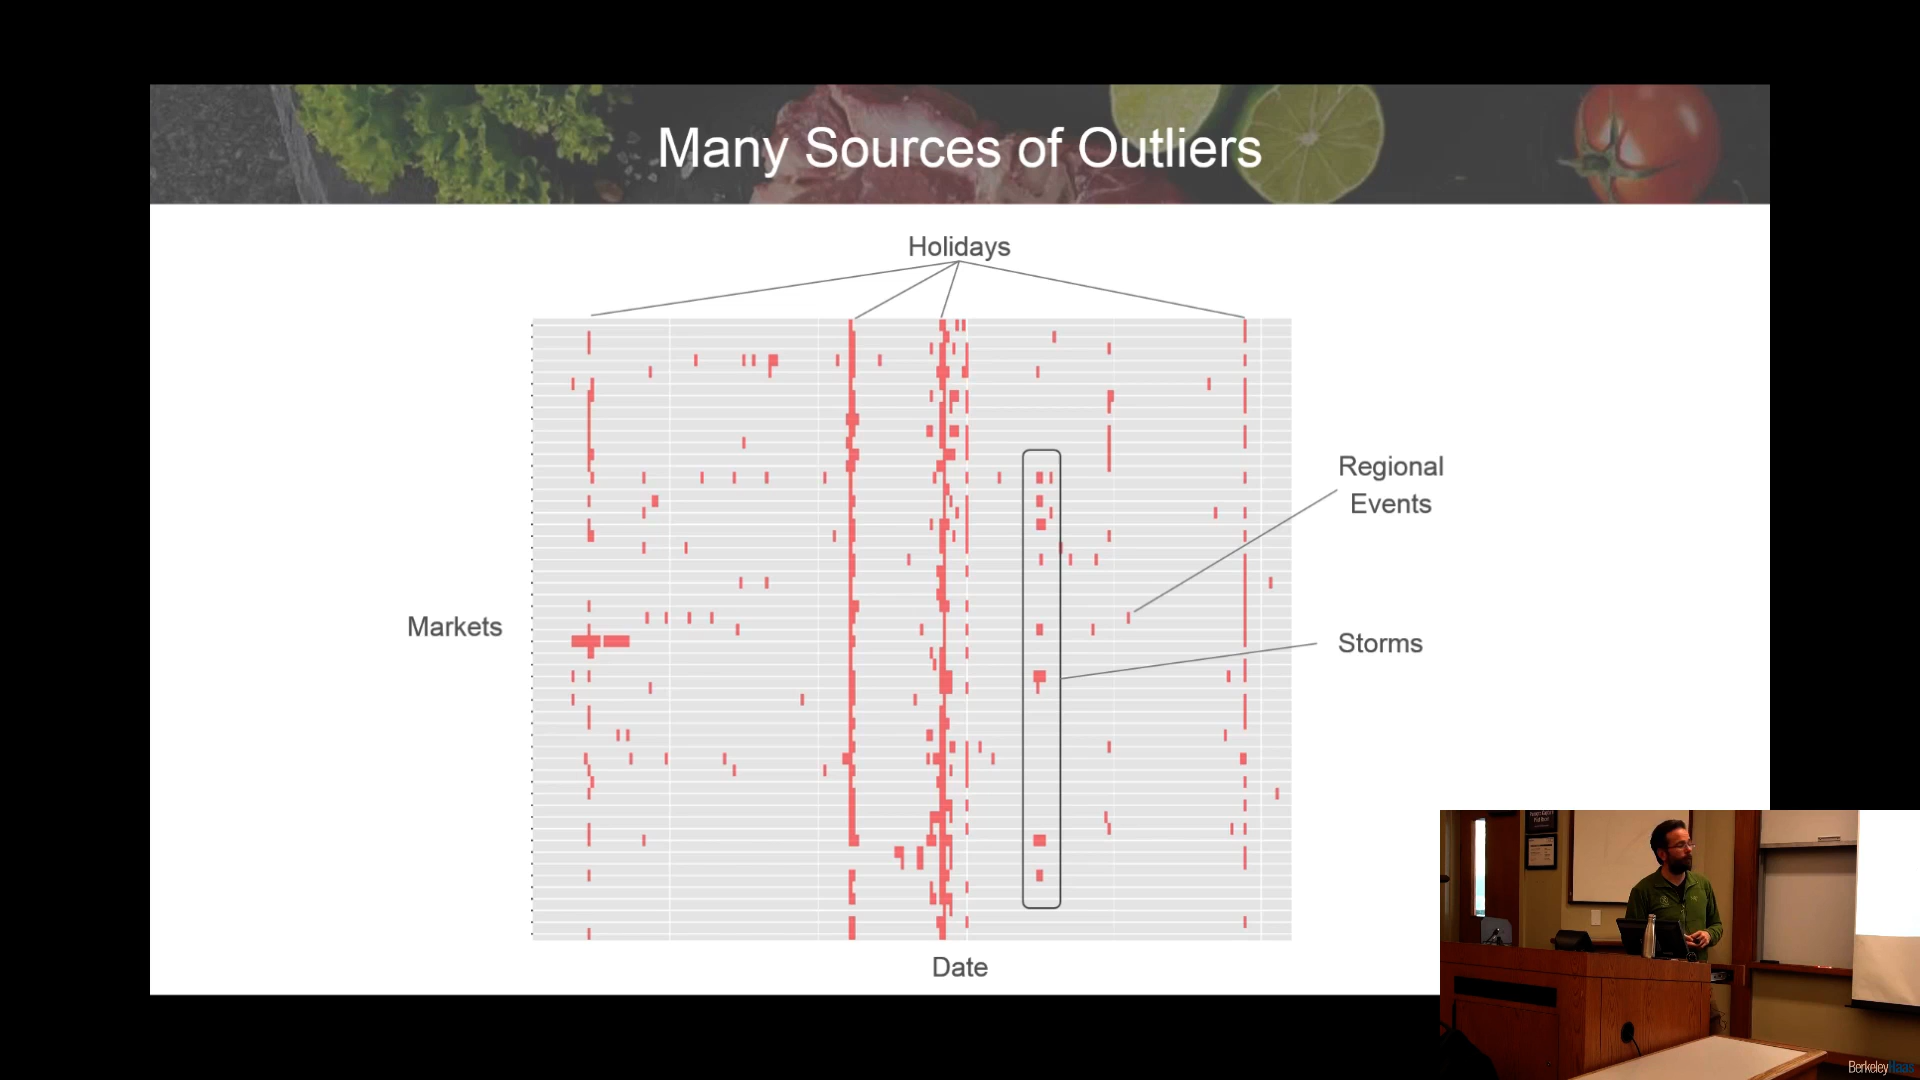 Many Sources of Outliers
Holidays
Regional
Events
Markets
Storms
Date
BerkeleyHaas